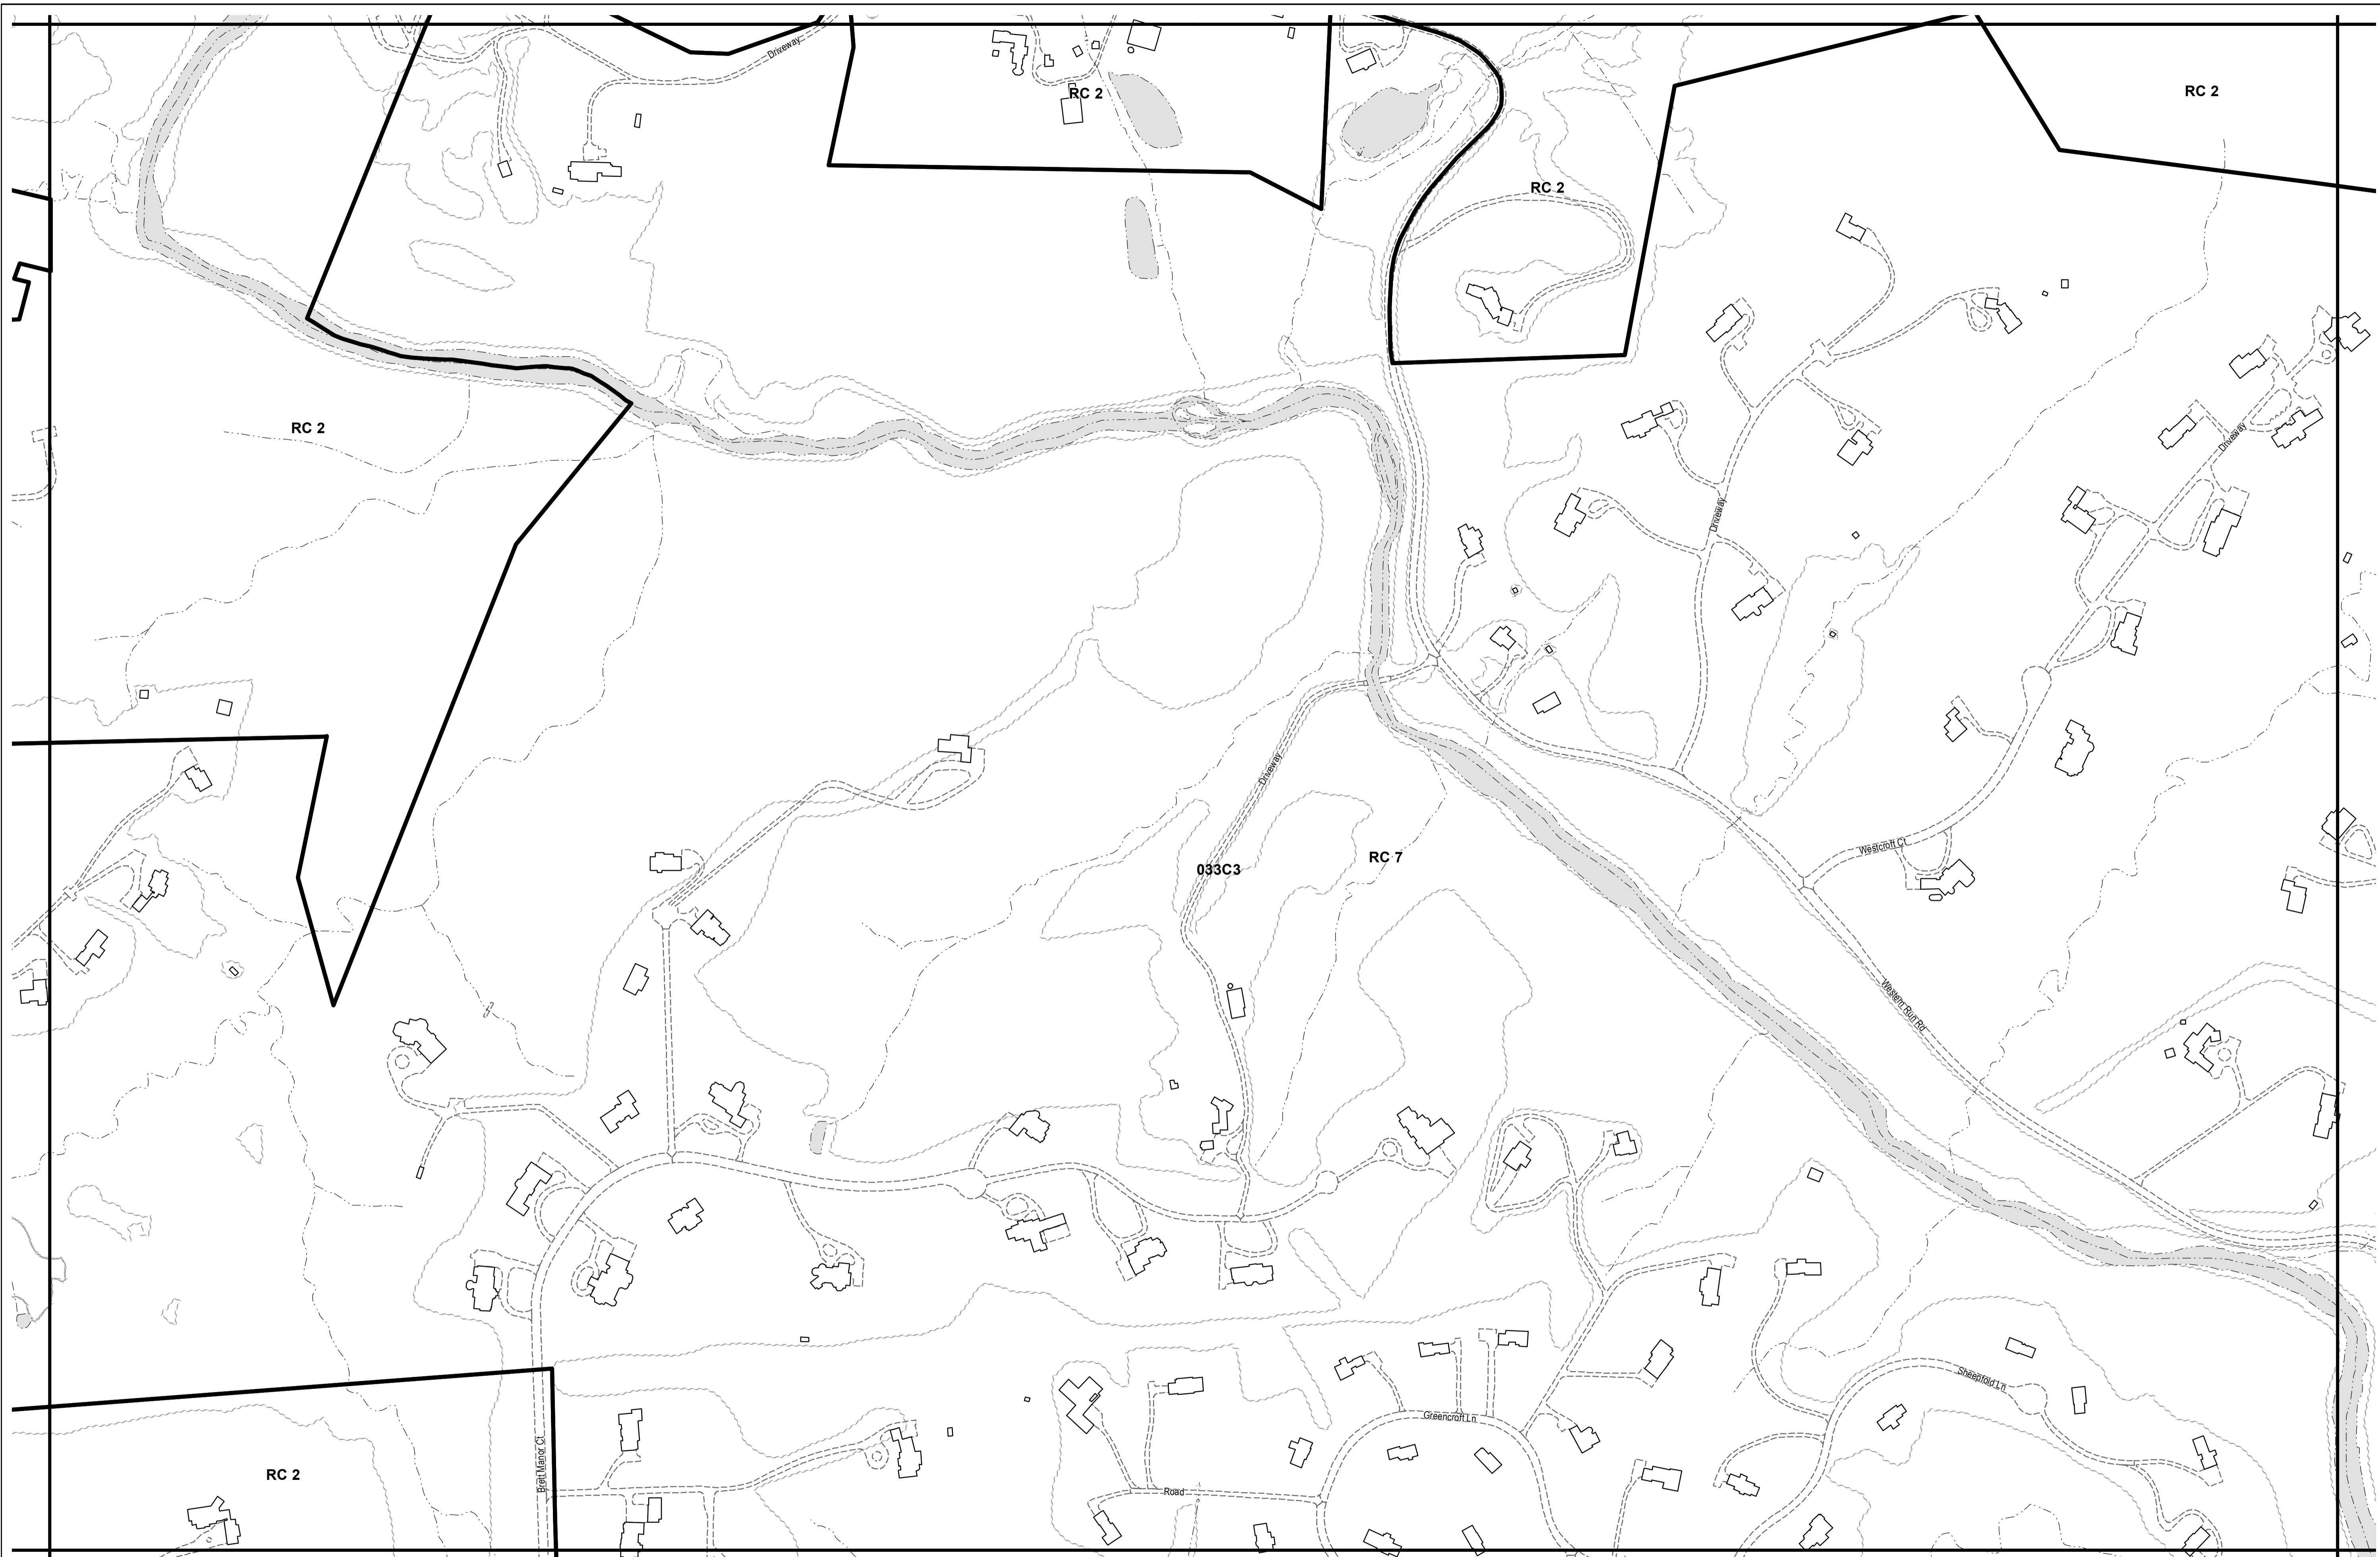 Driveway
RC 2
RC 2
RC 2
RC 2
Driveway
Driveway
Driveway
Westcroft Ct
033C3
RC 7
Western Run Rd
Sheepfold Ln
Greencroft Ln
Brett Manor Ct
RC 2
Road